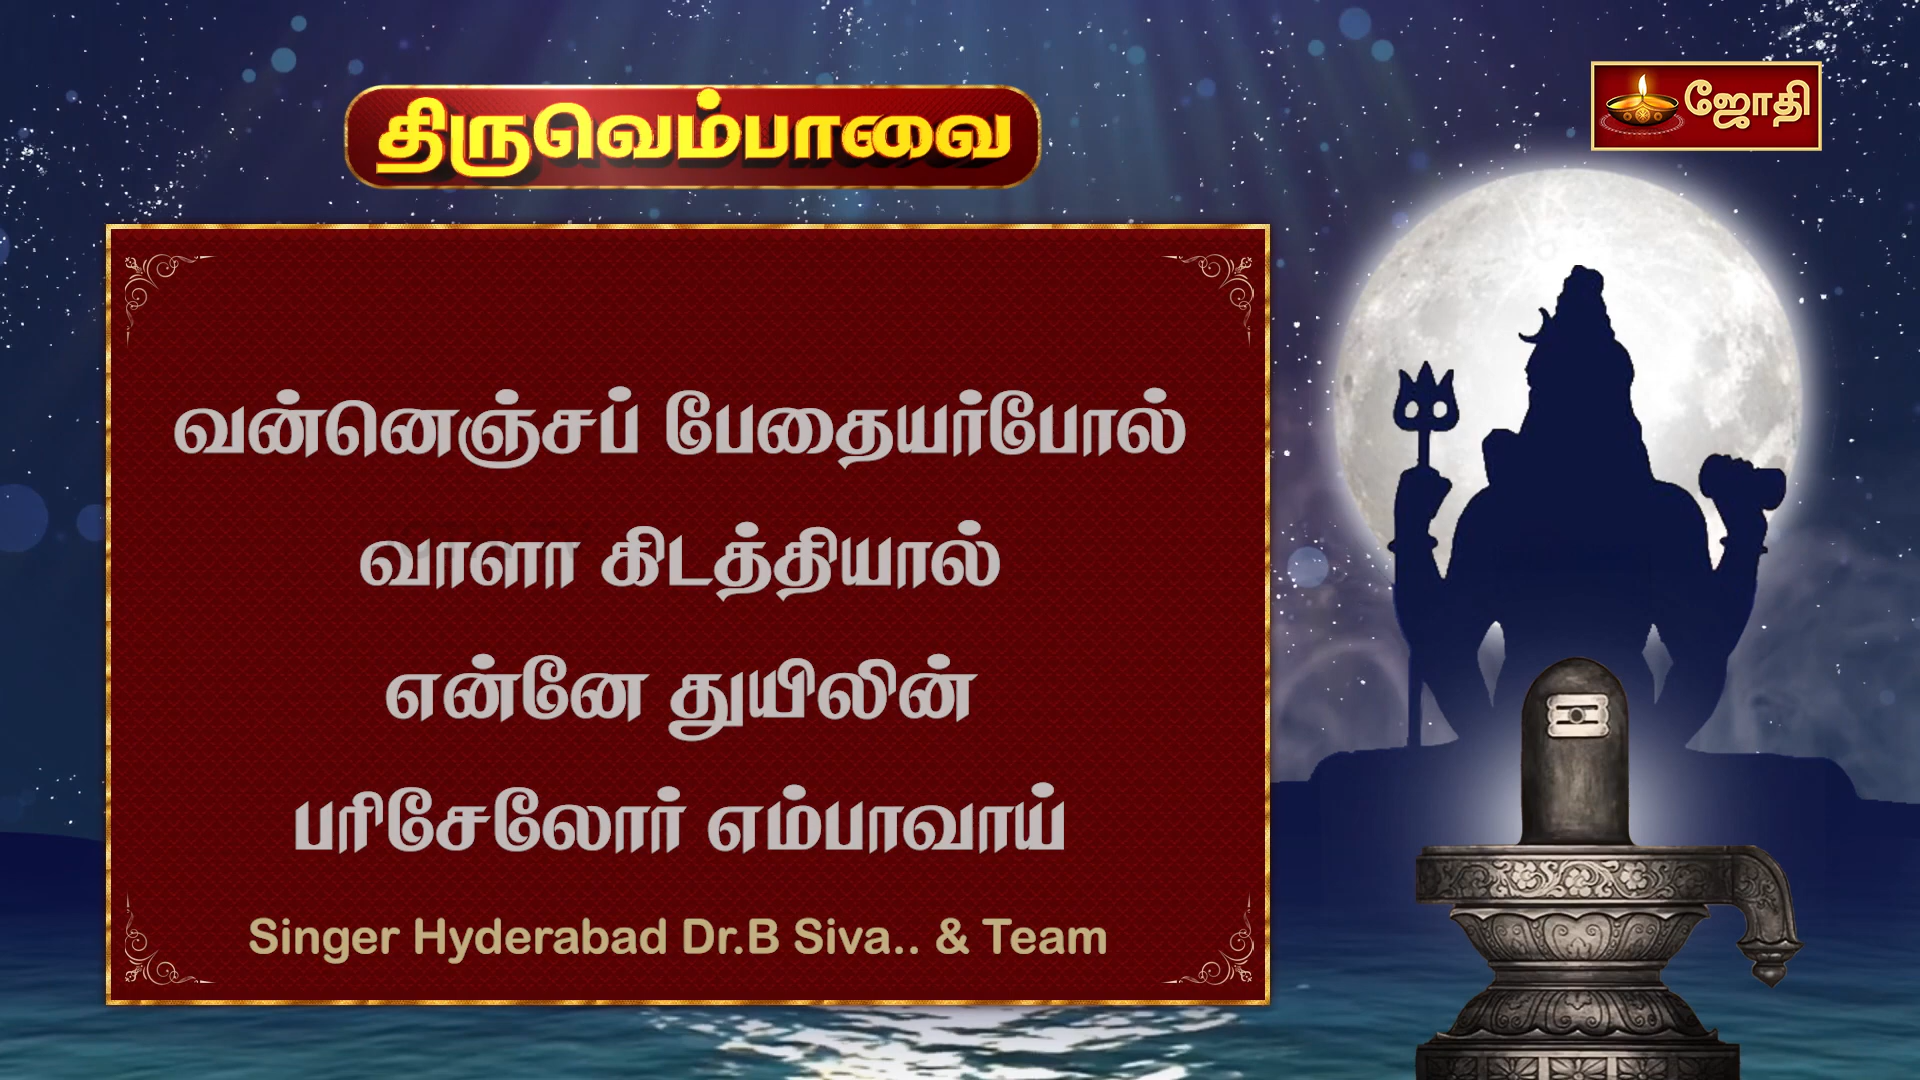 திருவெம்பாவை
ஜோதி
வன்னெஞ்சப் பேதையர்போல்
வாளா கிடத்தியால்
என்னே துயிலின்
பரிசேலோர் எம்பாவாய்
Singer Hyderabad Dr.B Siva.. & Team